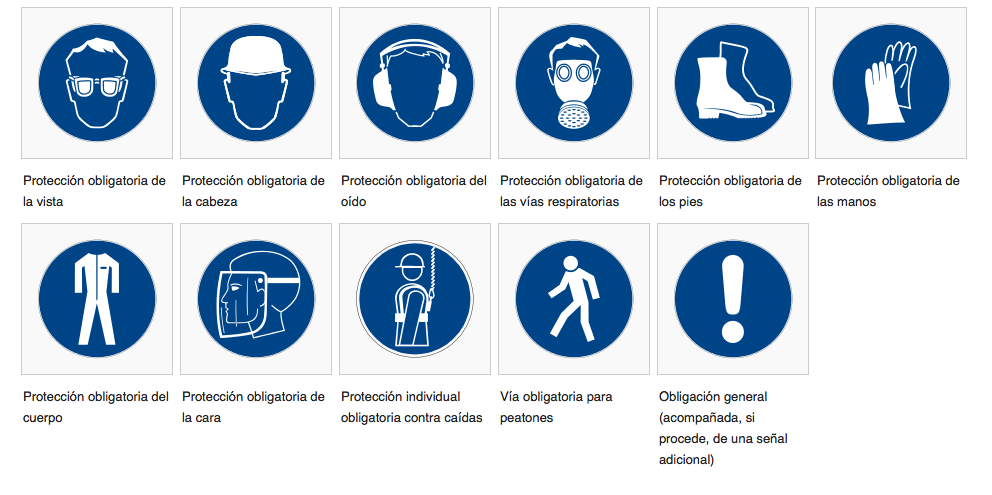 Protección obligatoria de
la vista
Protección obligatoria de
la cabeza
Protección obligatoria del
oído
Protección obligatoria de
las vías respiratorias
Protección obligatoria de
los pies
Protección obligatoria de
las manos
Protección obligatoria del
cuerpo
Protección obligatoria de
la cara
Protección individual
obligatoria contra caídas
Vía obligatoria para
peatones
Obligación general
(acompañada, si
procede, de una señal
adicional)